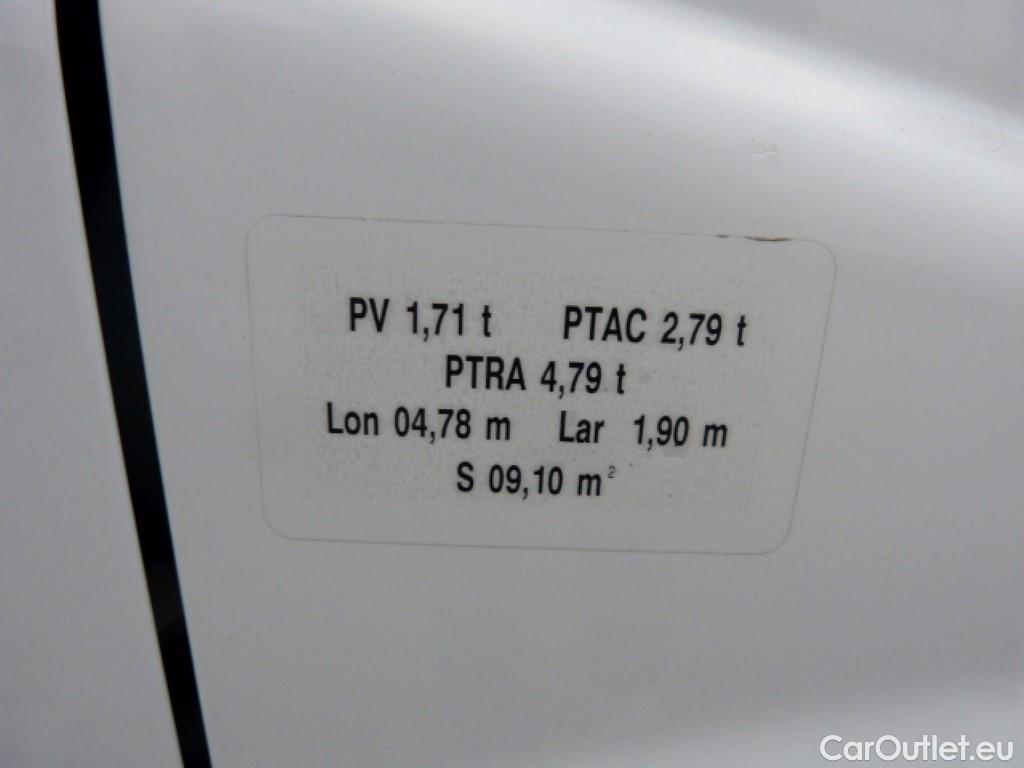 PV 1,71 t PTAC 2,79 t
PTRA 4,79 t
Lon 04,78 m Lar 1,90 m
S 09,10 m²
CarOutlet.eu